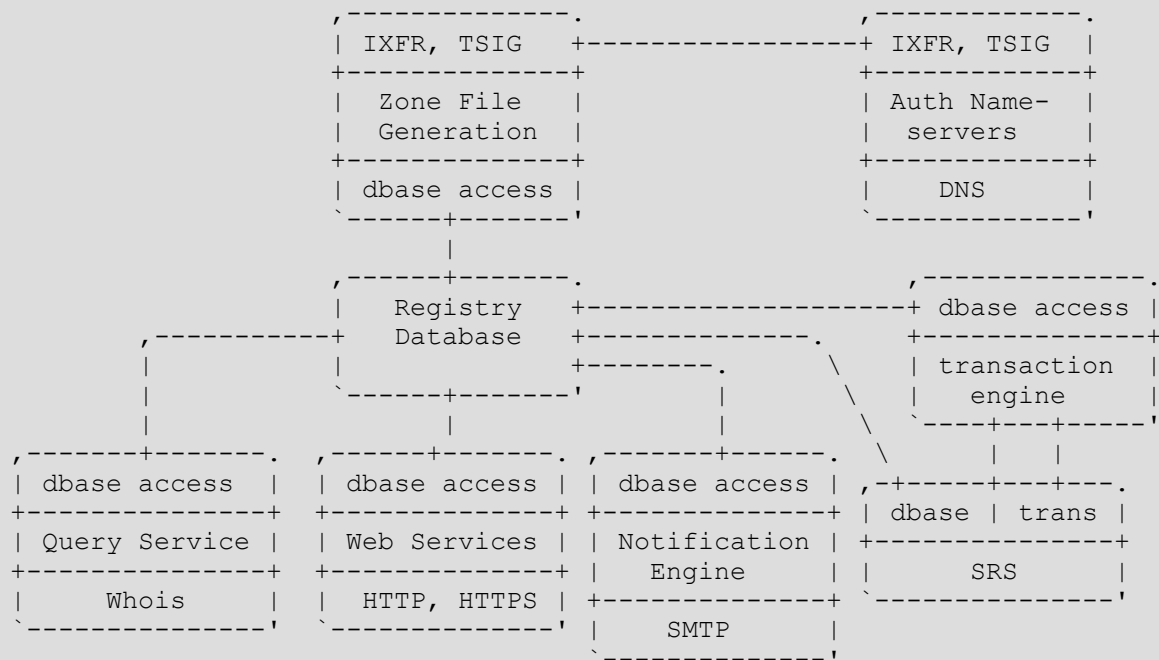 IXFR, TSIG
IXFR, TSIG
Zone File
Generation
Auth Name-
servers
dbase access
DNS
Registry
Database
dbase access
transaction
engine
dbase access
dbase access
dbase access
dbase | trans
Query Service
Web Services
Notification
Engine
SRS
Whois
HTTP, HTTPS
SMTP